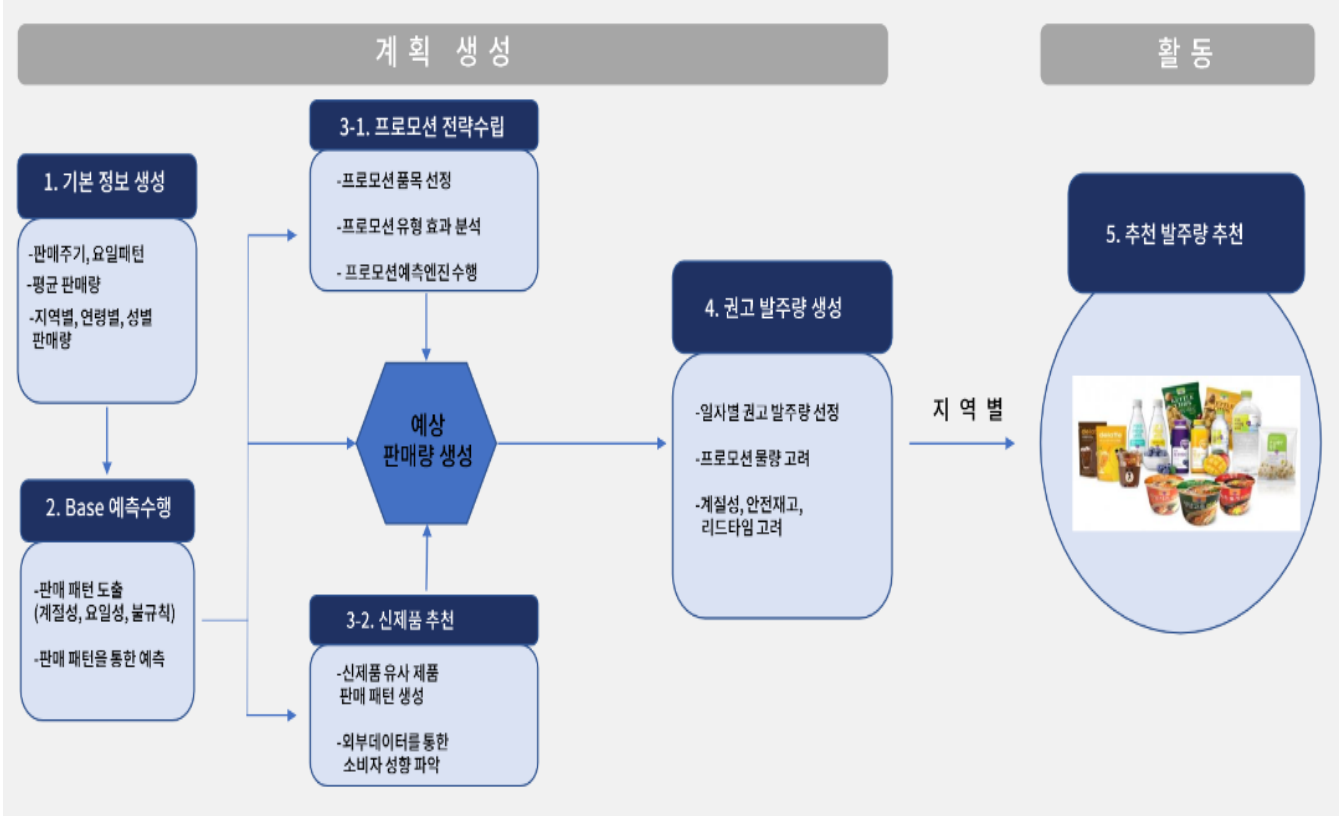 계획 생성
활동
1. 기본 정보 생성
-판매주기, 요일패턴
-평균 판매량
-지역별, 연령별, 성별
판매량
2. Base 예측수행
-판매 패턴 도출
(계절성, 요일성, 불규칙)
-판매 패턴을 통한 예측
3-1. 프로모션 전략수립
-프로모션 품목 선정
-프로모션 유형 효과 분석
- 프로모션예측엔진 수행
예상
판매량 생성
3-2. 신제품 추천
-신제품 유사 제품
판매 패턴 생성
-외부데이터를 통한
소비자 성향 파악
4. 권고 발주량 생성
-일자별 권고 발주량 선정
-프로모션 물량 고려
-계절성, 안전재고,
리드타임 고려
지역별
5. 추천 발주량 추천